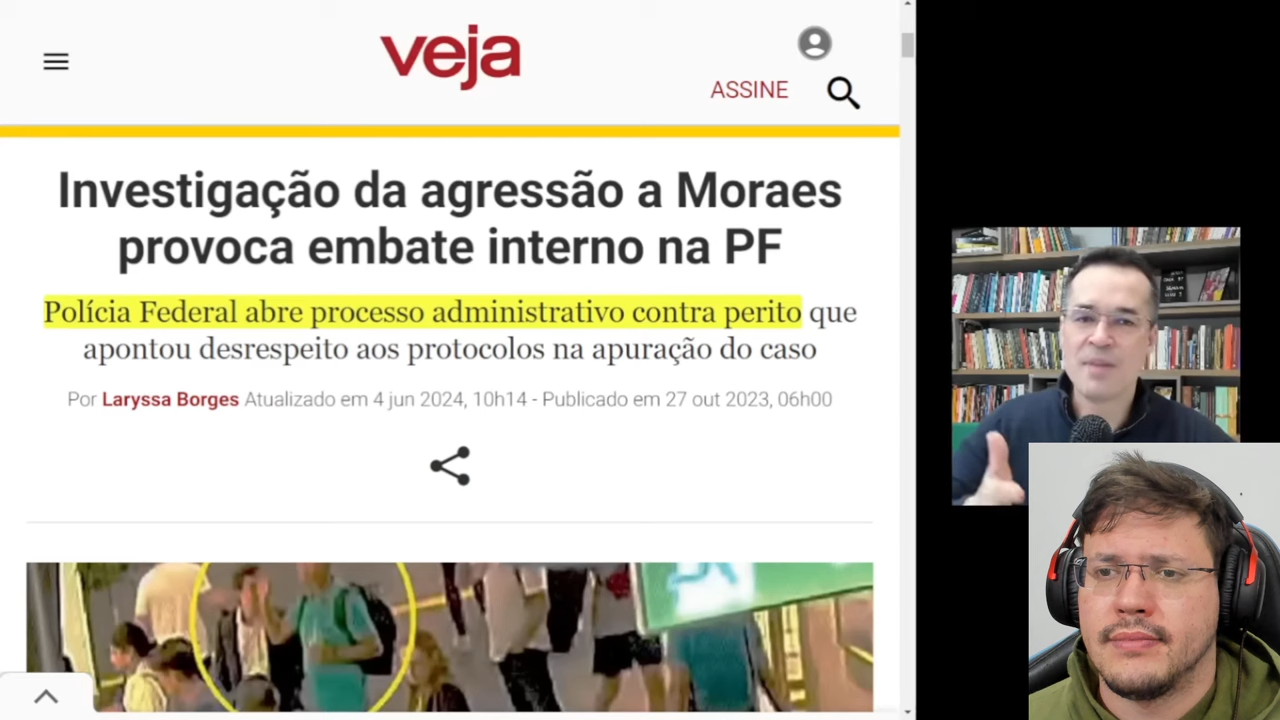 veja
ASSINE
Investigação da agressão a Moraes
provoca embate interno na PF
Polícia Federal abre processo administrativo contra perito que
apontou desrespeito aos protocolos na apuração do caso
Por Laryssa Borges Atualizado em 4 jun 2024, 10h14 - Publicado em 27 out 2023, 06h00